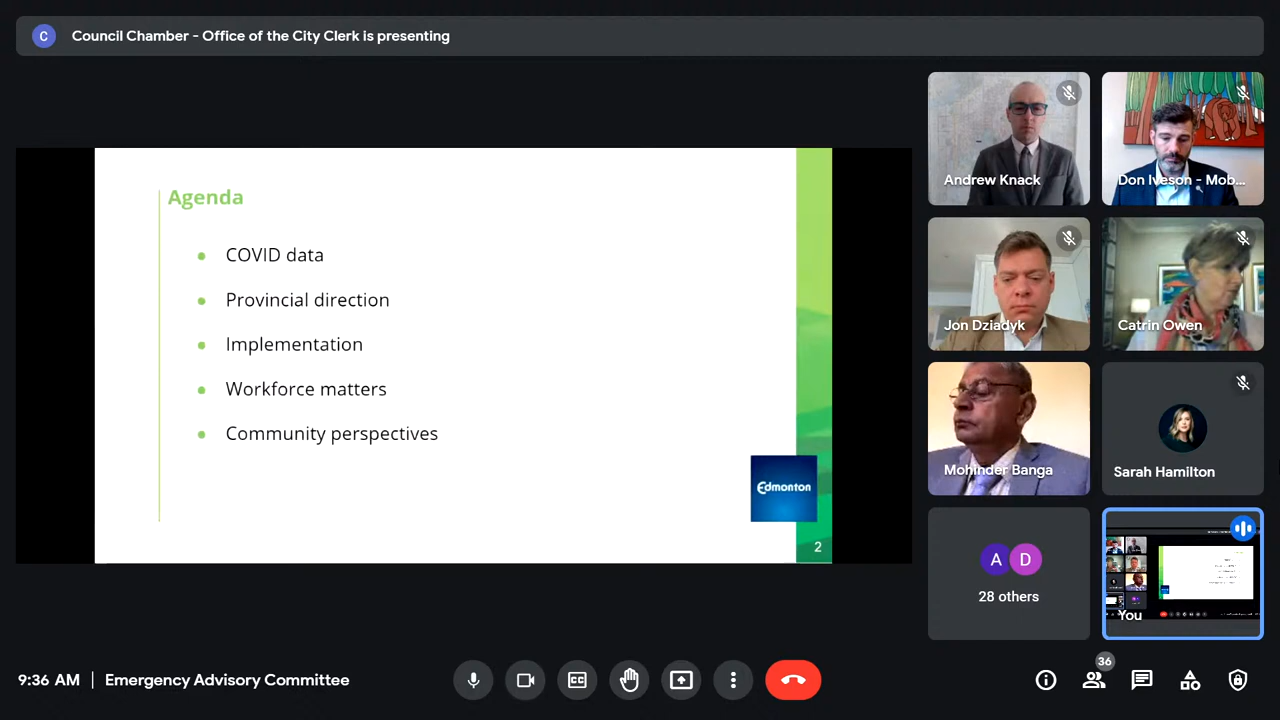 C
Council Chamber - Office of the City Clerk is presenting
Agenda
COVID data
Provincial direction
Implementation
Workforce matters
Community perspectives
Edmonton
2
Andrew Knack
Don Iveson - Mob...
Jon Dziadyk
Catrin Owen
Mohinder Banga
Sarah Hamilton
A D
28 others
You
9:36 AM | Emergency Advisory Committee
CC
36